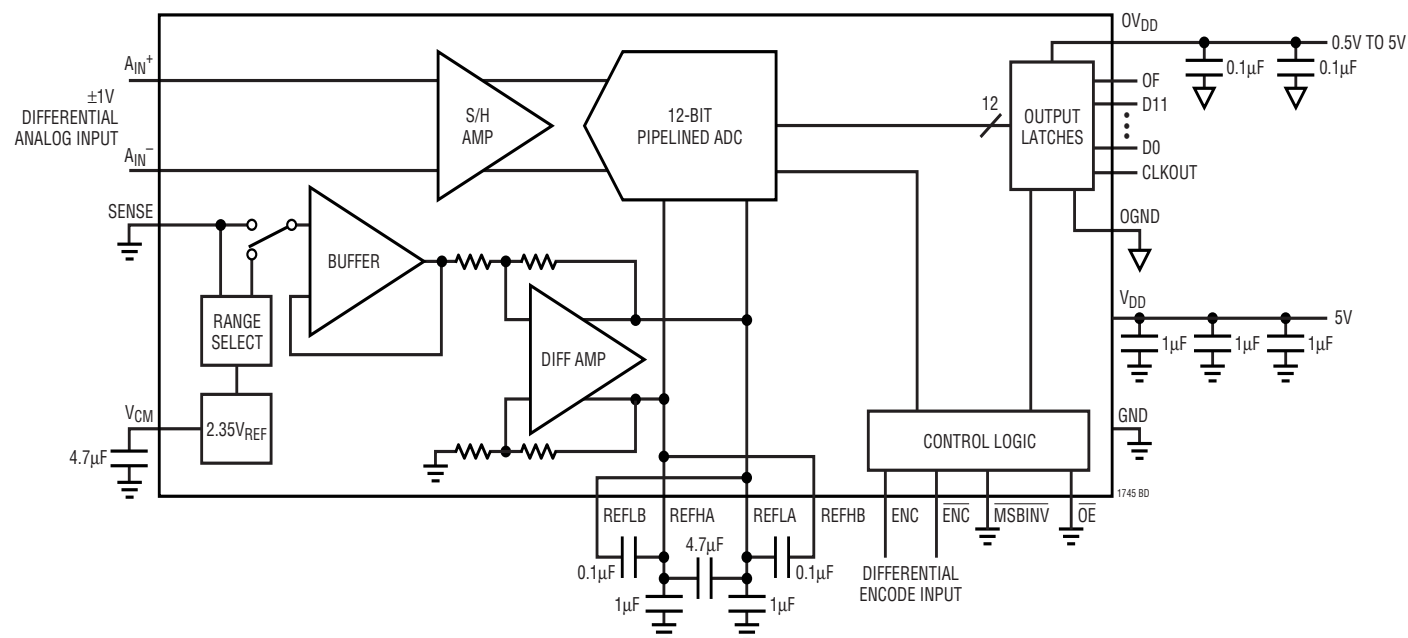 OVDD
0.5V TO 5V
0.1µF
0.1µF
AIN+
±1V
DIFFERENTIAL
ANALOG INPUT
AIN−
S/H
AMP
12-BIT
PIPELINED ADC
12
OUTPUT
LATCHES
OF
D11
D0
CLKOUT
OGND
SENSE
BUFFER
RANGE
SELECT
DIFF AMP
VDD
5V
1µF
1µF
1µF
VCM
2.35VREF
4.7µF
GND
CONTROL LOGIC
1745 BD
REFLB
REFHA
REFLA
REFHB
ENC
E̅N̅C̅
M̅S̅B̅I̅N̅V̅
O̅E̅
4.7µF
0.1µF
0.1µF
1µF
1µF
DIFFERENTIAL
ENCODE INPUT